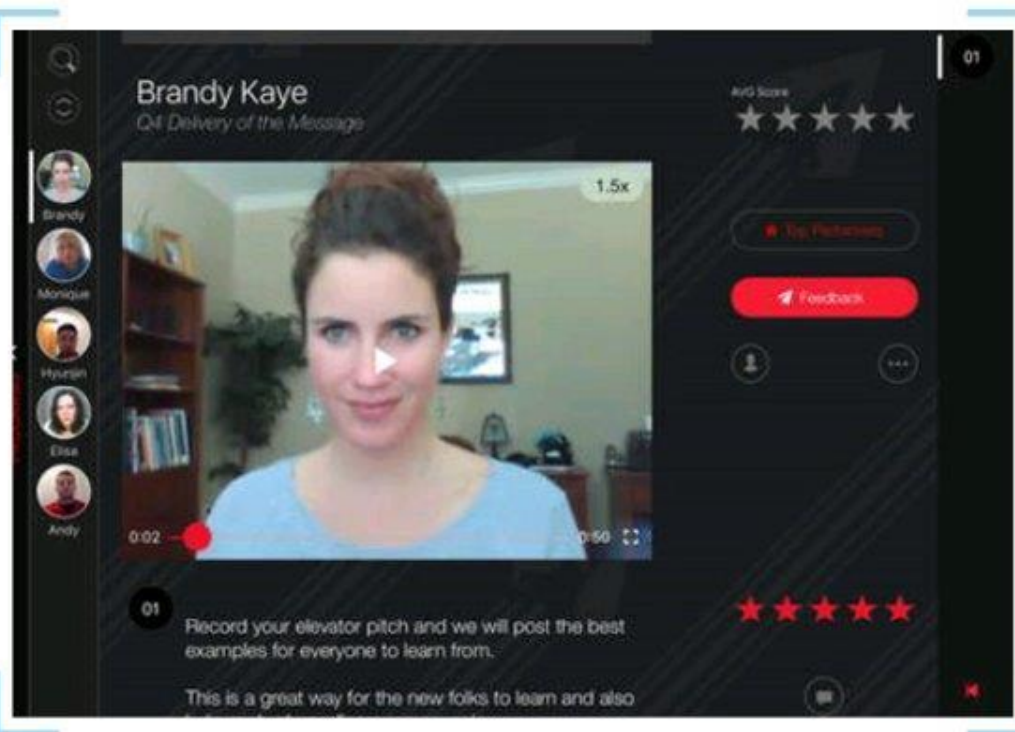 Brandy Kaye
Q4 Delivery of the Message
AVG Score
01
1.5x
Top Performers
Feedback
Brandy
Monique
Hyunjin
Elisa
Andy
0:02
0:50
01
Record your elevator pitch and we will post the best
examples for everyone to learn from.
This is a great way for the new folks to learn and also